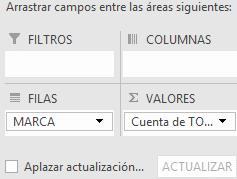 Arrastrar campos entre las áreas siguientes:
FILTROS
COLUMNAS
FILAS
VALORES
MARCA
Cuenta de TO...
Aplazar actualización...
ACTUALIZAR